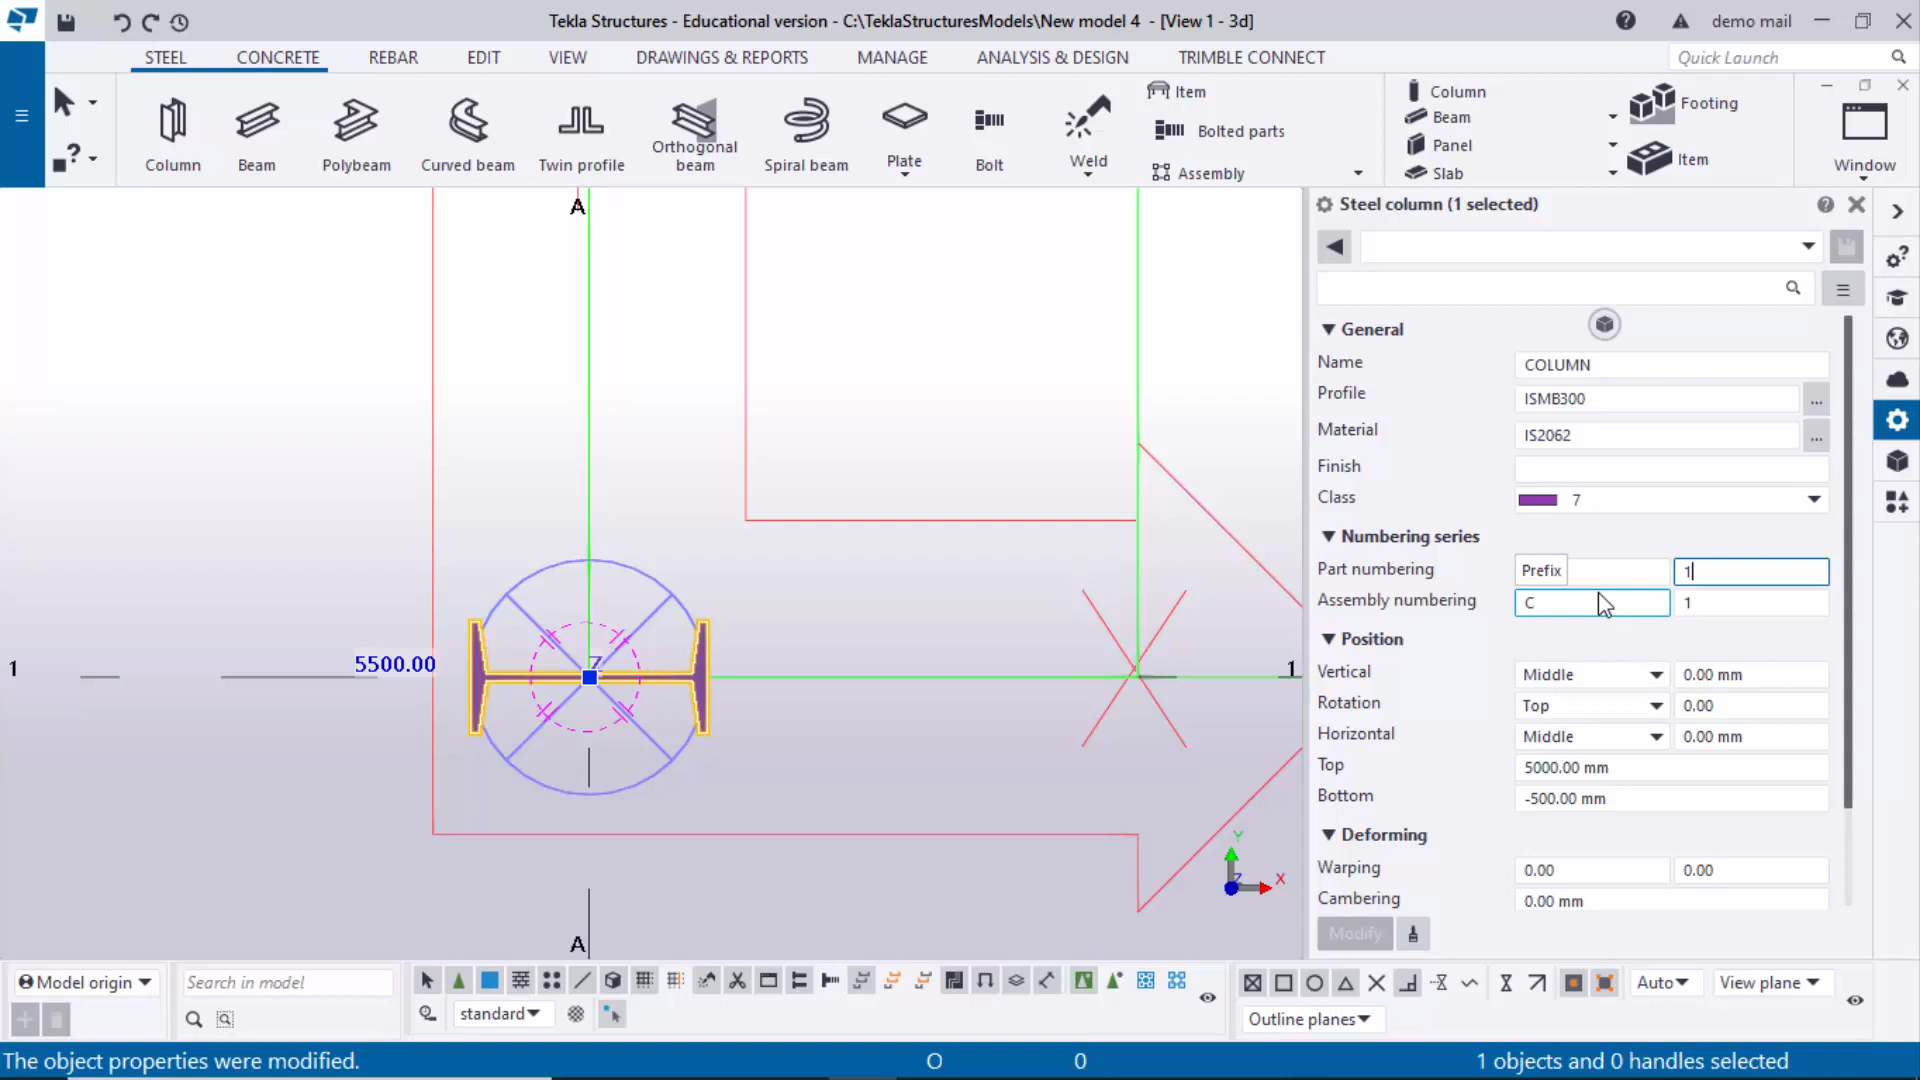 Tekla Structures - Educational version - C:\TeklaStructuresModels\New model 4 - [View 1 - 3d]
demo mail
STEEL CONCRETE REBAR EDIT VIEW DRAWINGS & REPORTS MANAGE ANALYSIS & DESIGN TRIMBLE CONNECT
Quick Launch
Column
Beam
Polybeam
Curved beam
Twin profile
Orthogonal
beam
Spiral beam
Plate
Bolt
Weld
Item
Bolted parts
Assembly
Column
Beam
Panel
Slab
Footing
Item
Window
A
5500.00
Z
1
1
A
Y
Z
X
Steel column (1 selected)
General
Name COLUMN
Profile ISMB300 ...
Material IS2062 ...
Finish
Class 7
Numbering series
Part numbering Prefix 1
Assembly numbering C 1
Position
Vertical Middle 0.00 mm
Rotation Top 0.00
Horizontal Middle 0.00 mm
Top 5000.00 mm
Bottom -500.00 mm
Deforming
Warping 0.00 0.00
Cambering 0.00 mm
Modify
Model origin
Search in model
standard
Auto
View plane
Outline planes
The object properties were modified.
O
0
1 objects and 0 handles selected